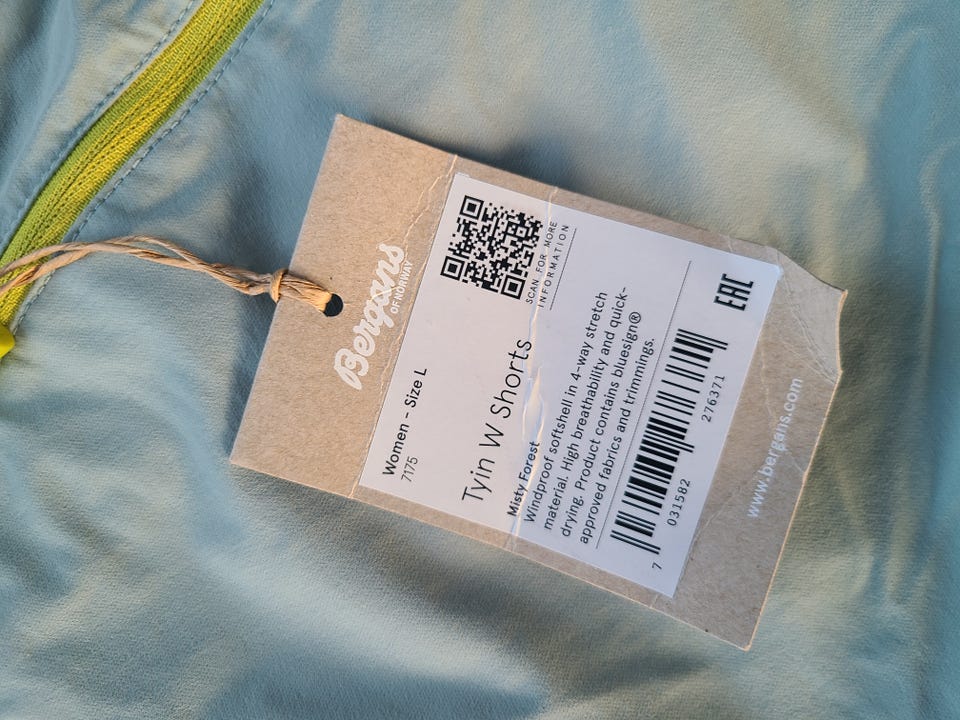 Bergans
OF NORWAY
Women - Size L
7175
SCAN FOR MORE
INFORMATION
Tyin W Shorts
Misty Forest
Windproof softshell in 4-way stretch
material. High breathability and quick-
drying. Product contains bluesign®
approved fabrics and trimmings.
7 031582 276371
EAC
www.bergans.com